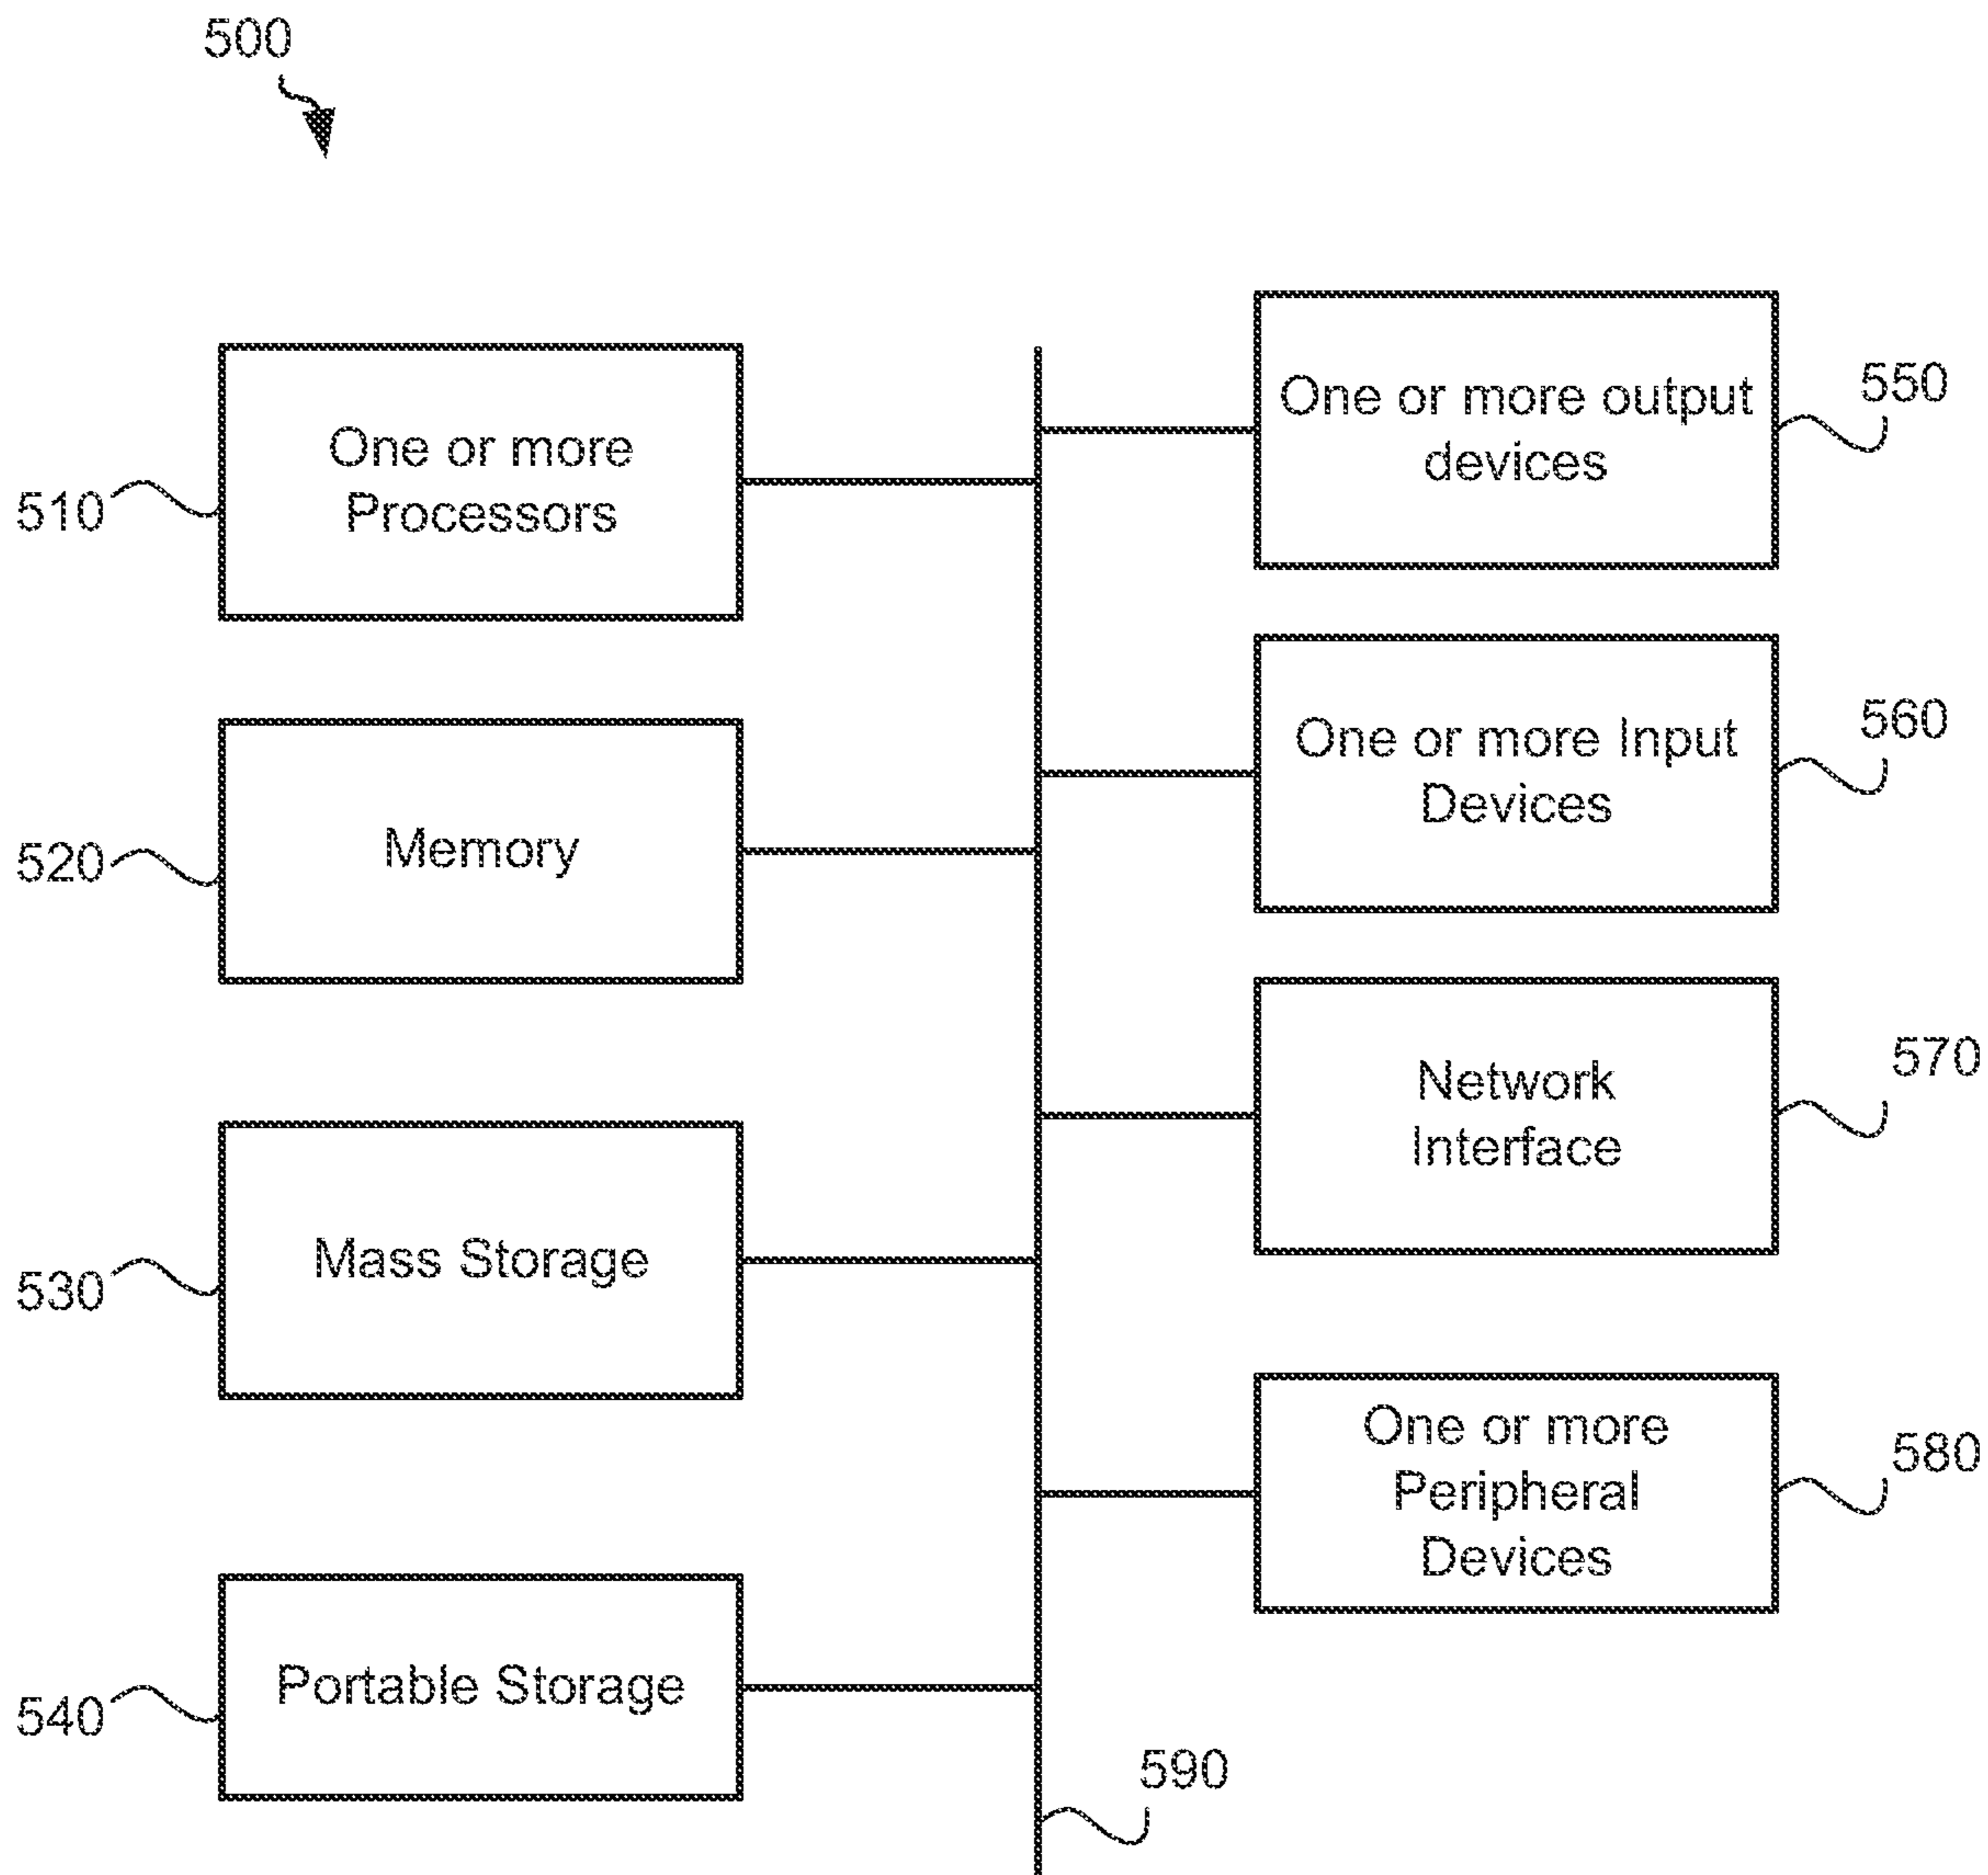 500
One or more
Processors
510
Memory
520
Mass Storage
530
Portable Storage
540
One or more output
devices
550
One or more Input
Devices
560
Network
Interface
570
One or more
Peripheral
Devices
580
590